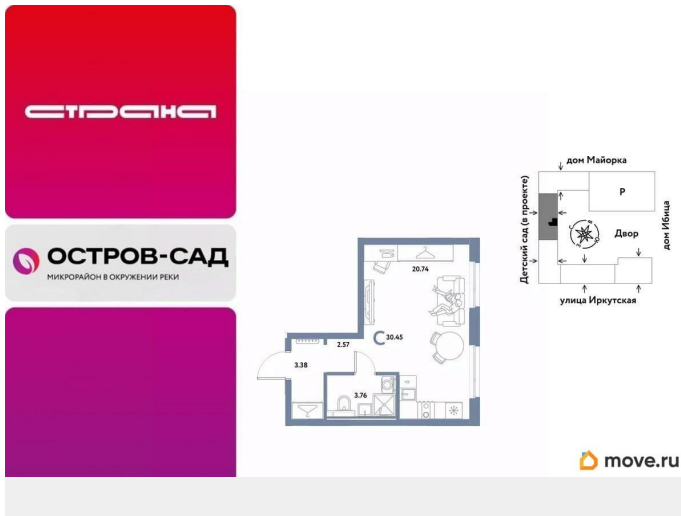 СТРАНА
ОСТРОВ-САД
МИКРОРАЙОН В ОКРУЖЕНИИ РЕКИ
20.74
С 30.45
2.57
3.38
3.76
дом Майорка
Р
Детский сад (в проекте)
Двор
дом Ибица
улица Иркутская
move.ru